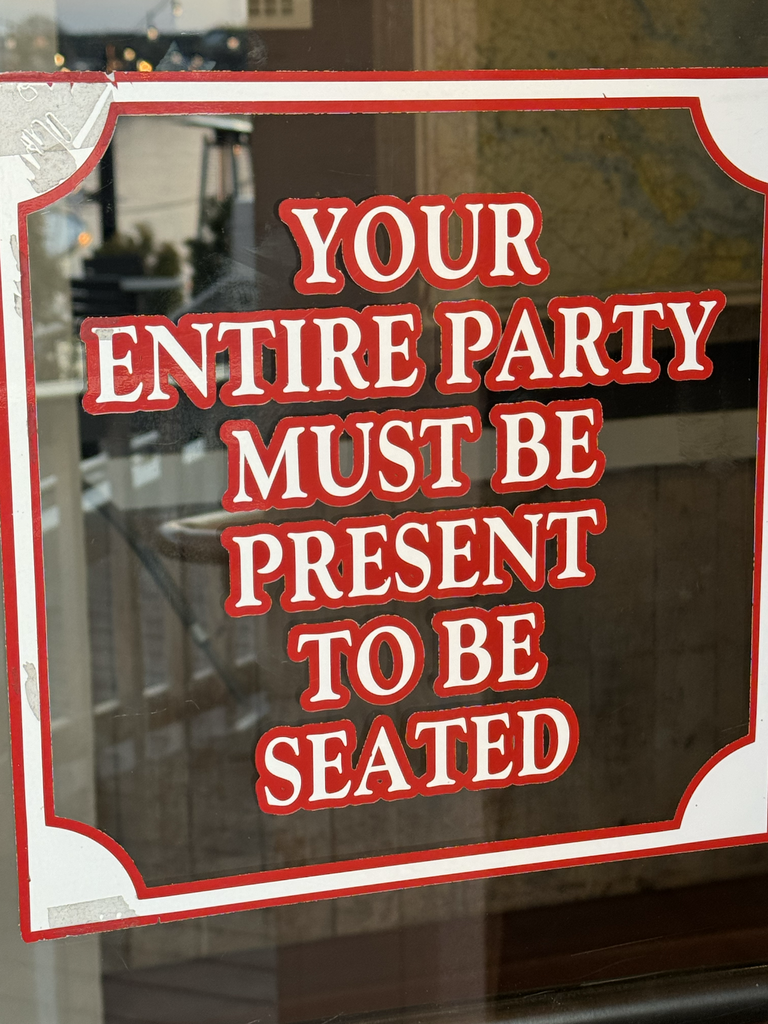 YOUR
ENTIRE PARTY
MUST BE
PRESENT
TO BE
SEATED